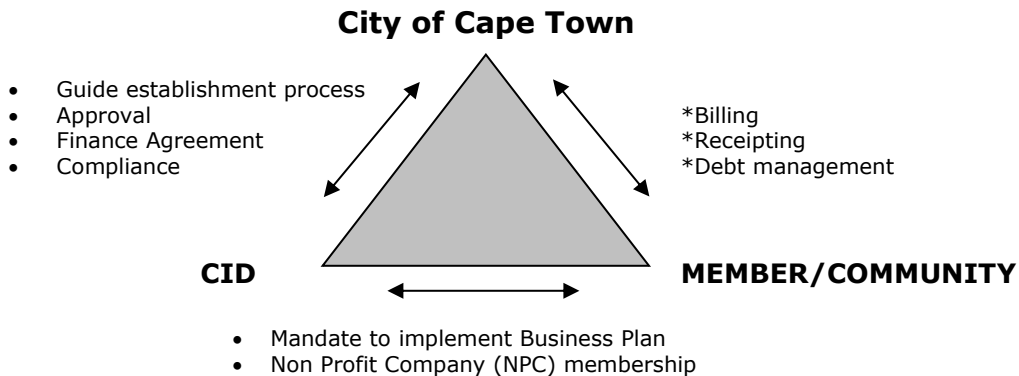 City of Cape Town
• Guide establishment process
• Approval
• Finance Agreement
• Compliance
*Billing
*Receipting
*Debt management
CID
MEMBER/COMMUNITY
• Mandate to implement Business Plan
• Non Profit Company (NPC) membership